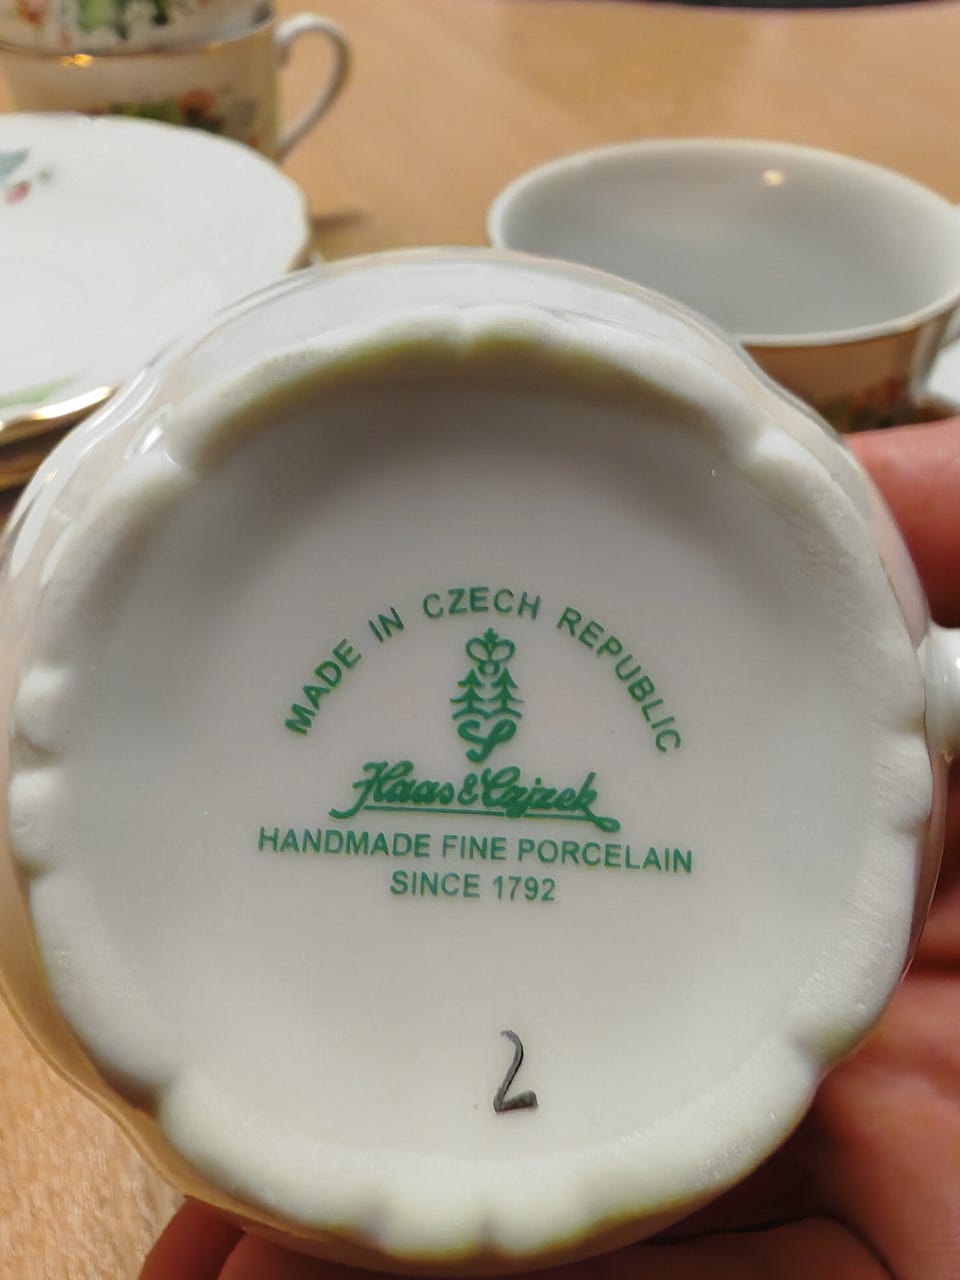 MADE IN CZECH REPUBLIC
Haas & Czjzek
HANDMADE FINE PORCELAIN
SINCE 1792
2